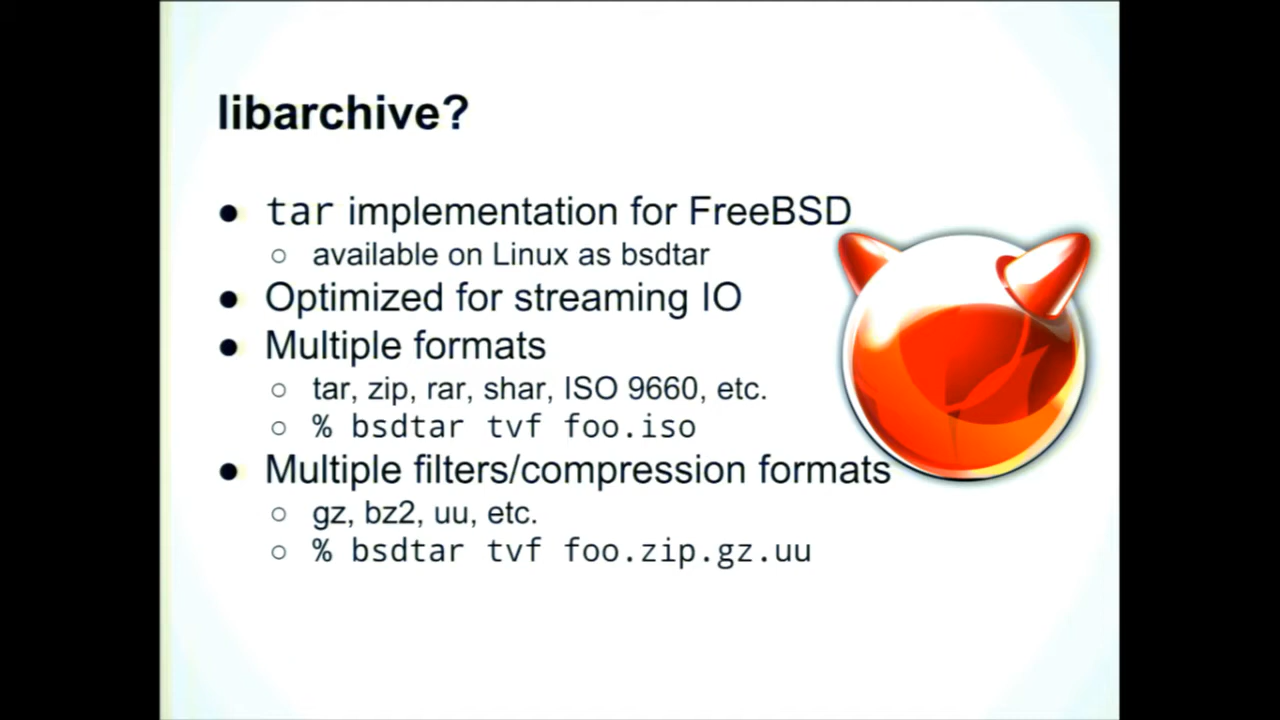 libarchive?
● tar implementation for FreeBSD
○ available on Linux as bsdtar
● Optimized for streaming IO
● Multiple formats
○ tar, zip, rar, shar, ISO 9660, etc.
○ % bsdtar tvf foo.iso
● Multiple filters/compression formats
○ gz, bz2, uu, etc.
○ % bsdtar tvf foo.zip.gz.uu